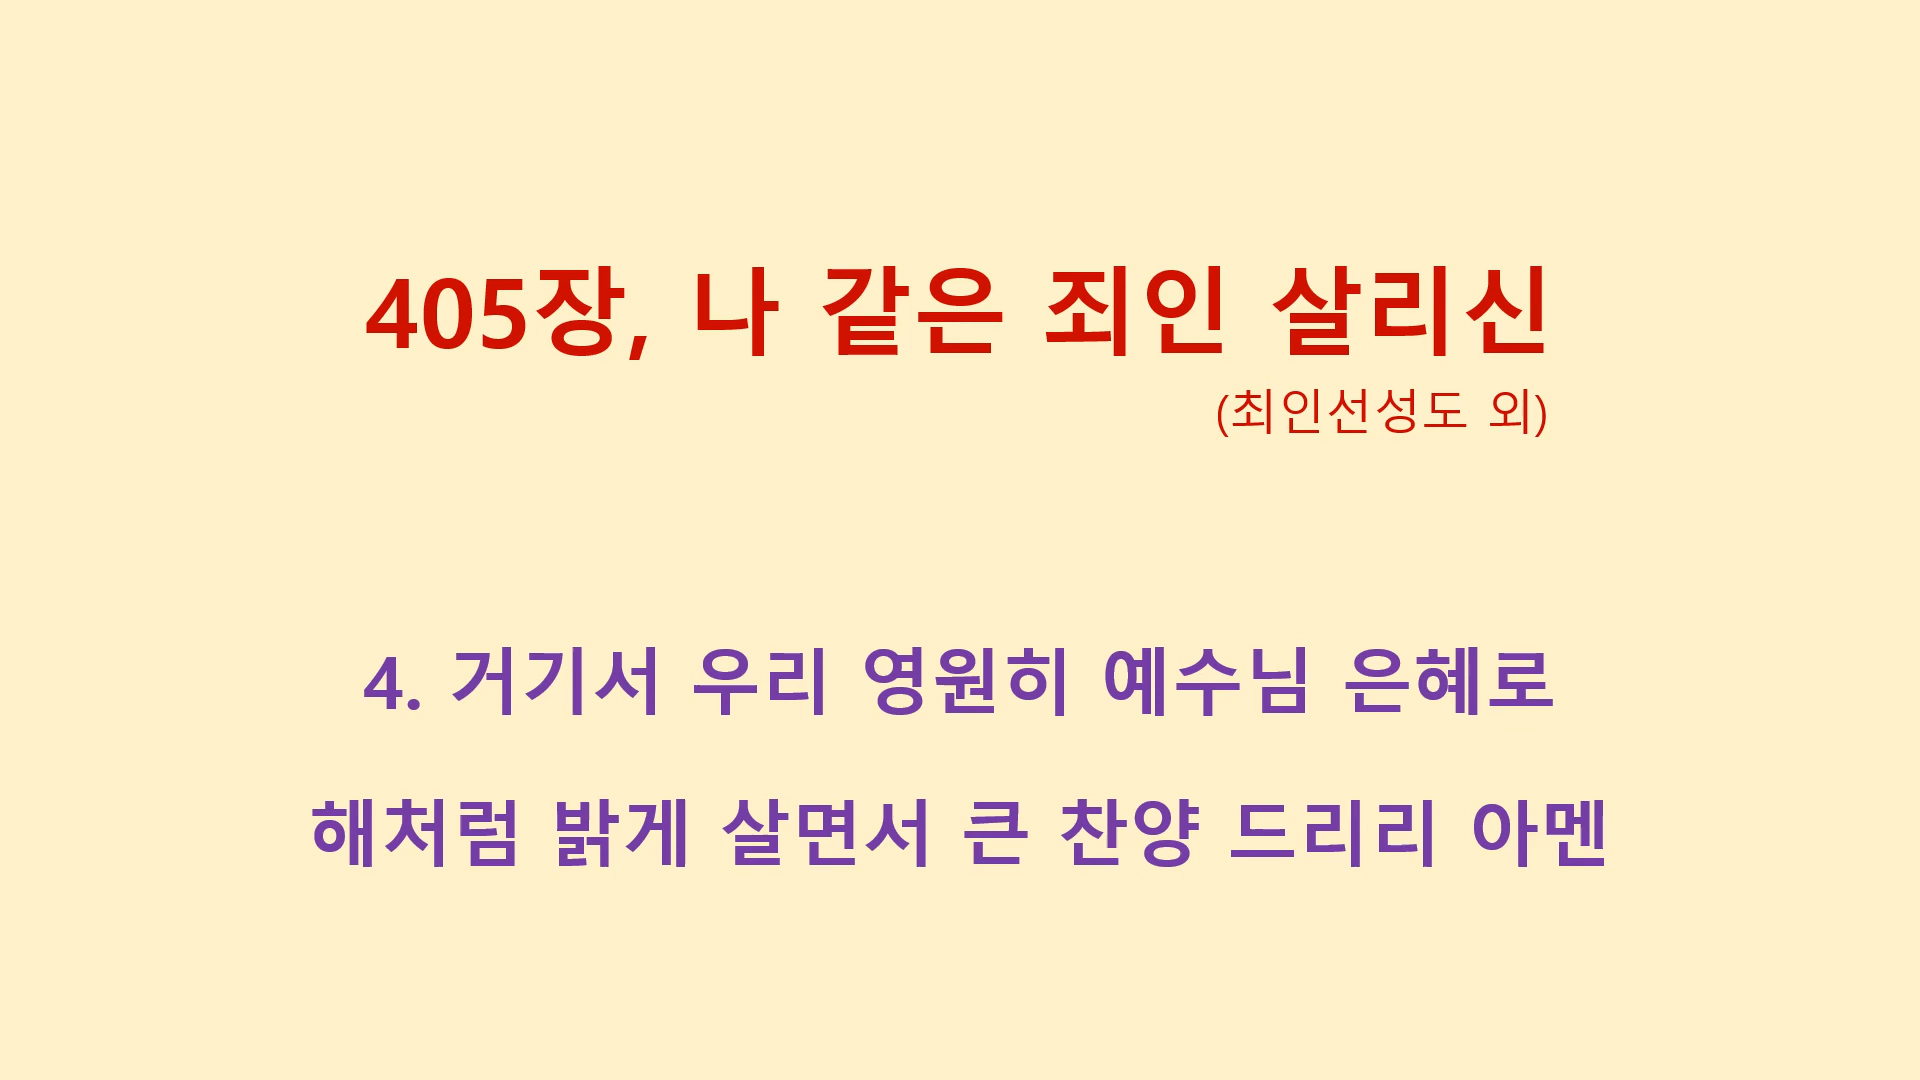 405장, 나 같은 죄인 살리신
(최인선성도 외)
4. 거기서 우리 영원히 예수님 은혜로
해처럼 밝게 살면서 큰 찬양 드리리 아멘